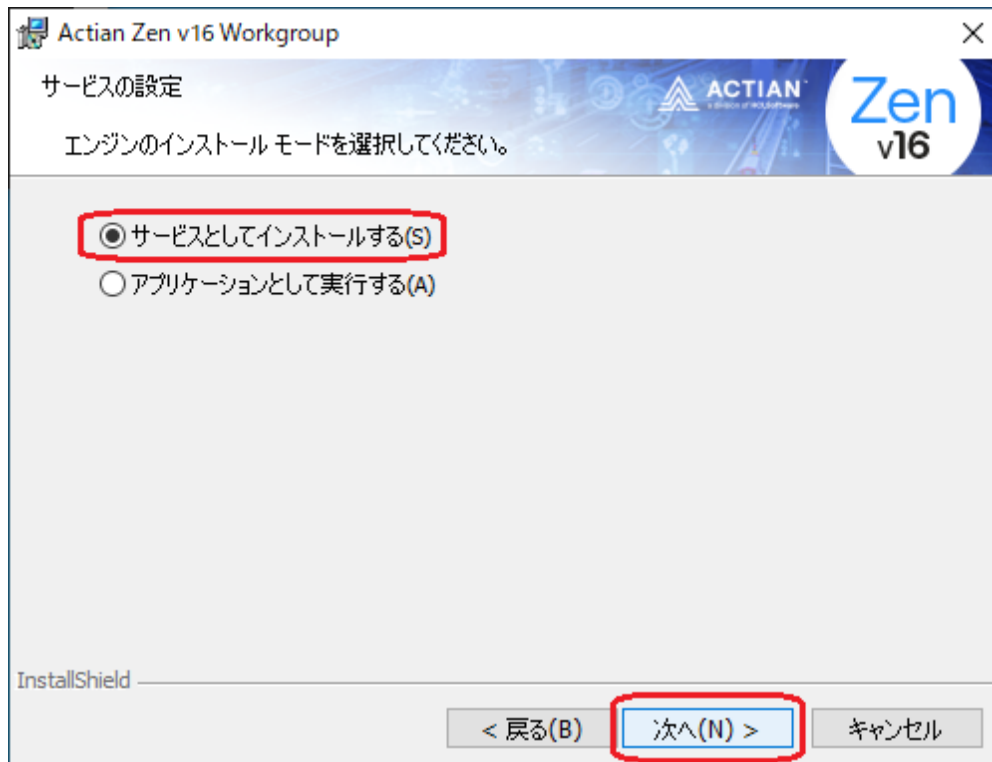 Actian Zen v16 Workgroup
サービスの設定
エンジンのインストール モードを選択してください。
ACTIAN
a division of HCLSoftware
Zen
v16
サービスとしてインストールする(S)
アプリケーションとして実行する(A)
InstallShield
< 戻る(B)
次へ(N) >
キャンセル